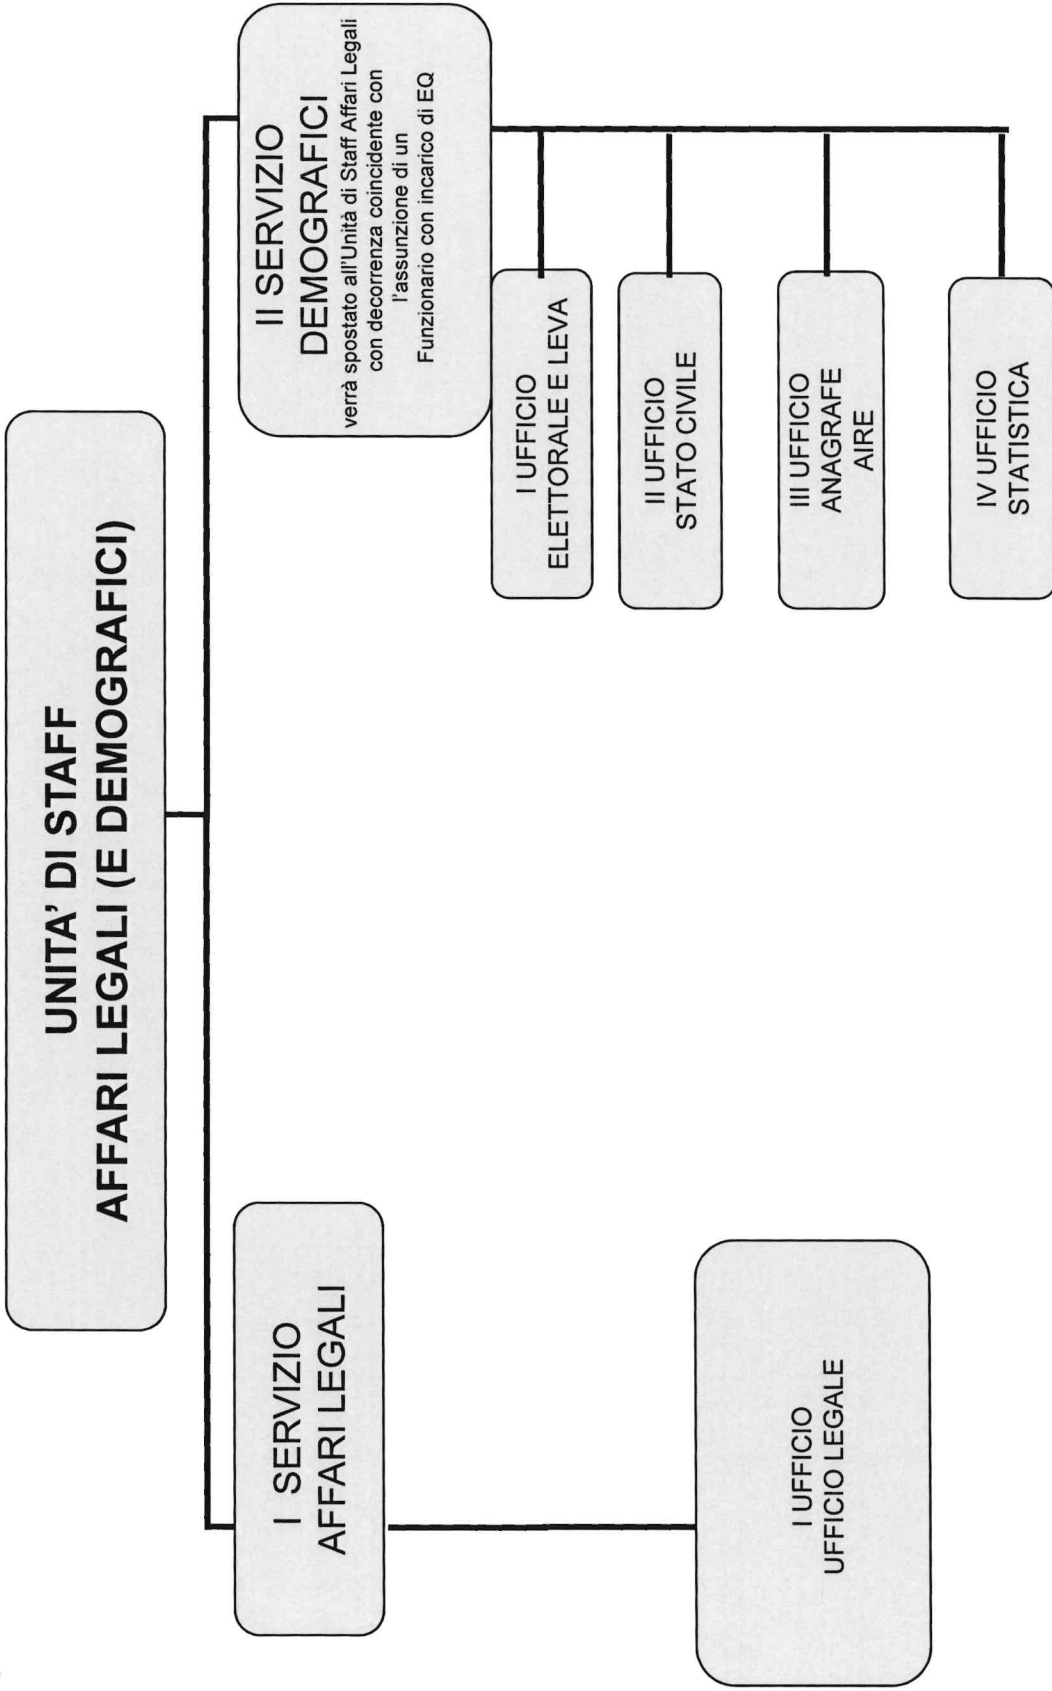 UNITA' DI STAFF
AFFARI LEGALI (E DEMOGRAFICI)
I SERVIZIO
AFFARI LEGALI
I UFFICIO
UFFICIO LEGALE
II SERVIZIO
DEMOGRAFICI
verrà spostato all'Unità di Staff Affari Legali
con decorrenza coincidente con
l'assunzione di un
Funzionario con incarico di EQ
I UFFICIO
ELETTORALE E LEVA
II UFFICIO
STATO CIVILE
III UFFICIO
ANAGRAFE
AIRE
IV UFFICIO
STATISTICA